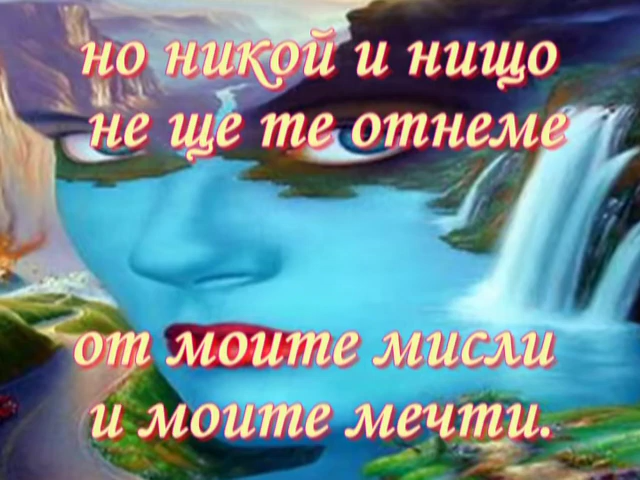 но никой и нищо
не ще те отнеме
от моите мисли
и моите мечти.